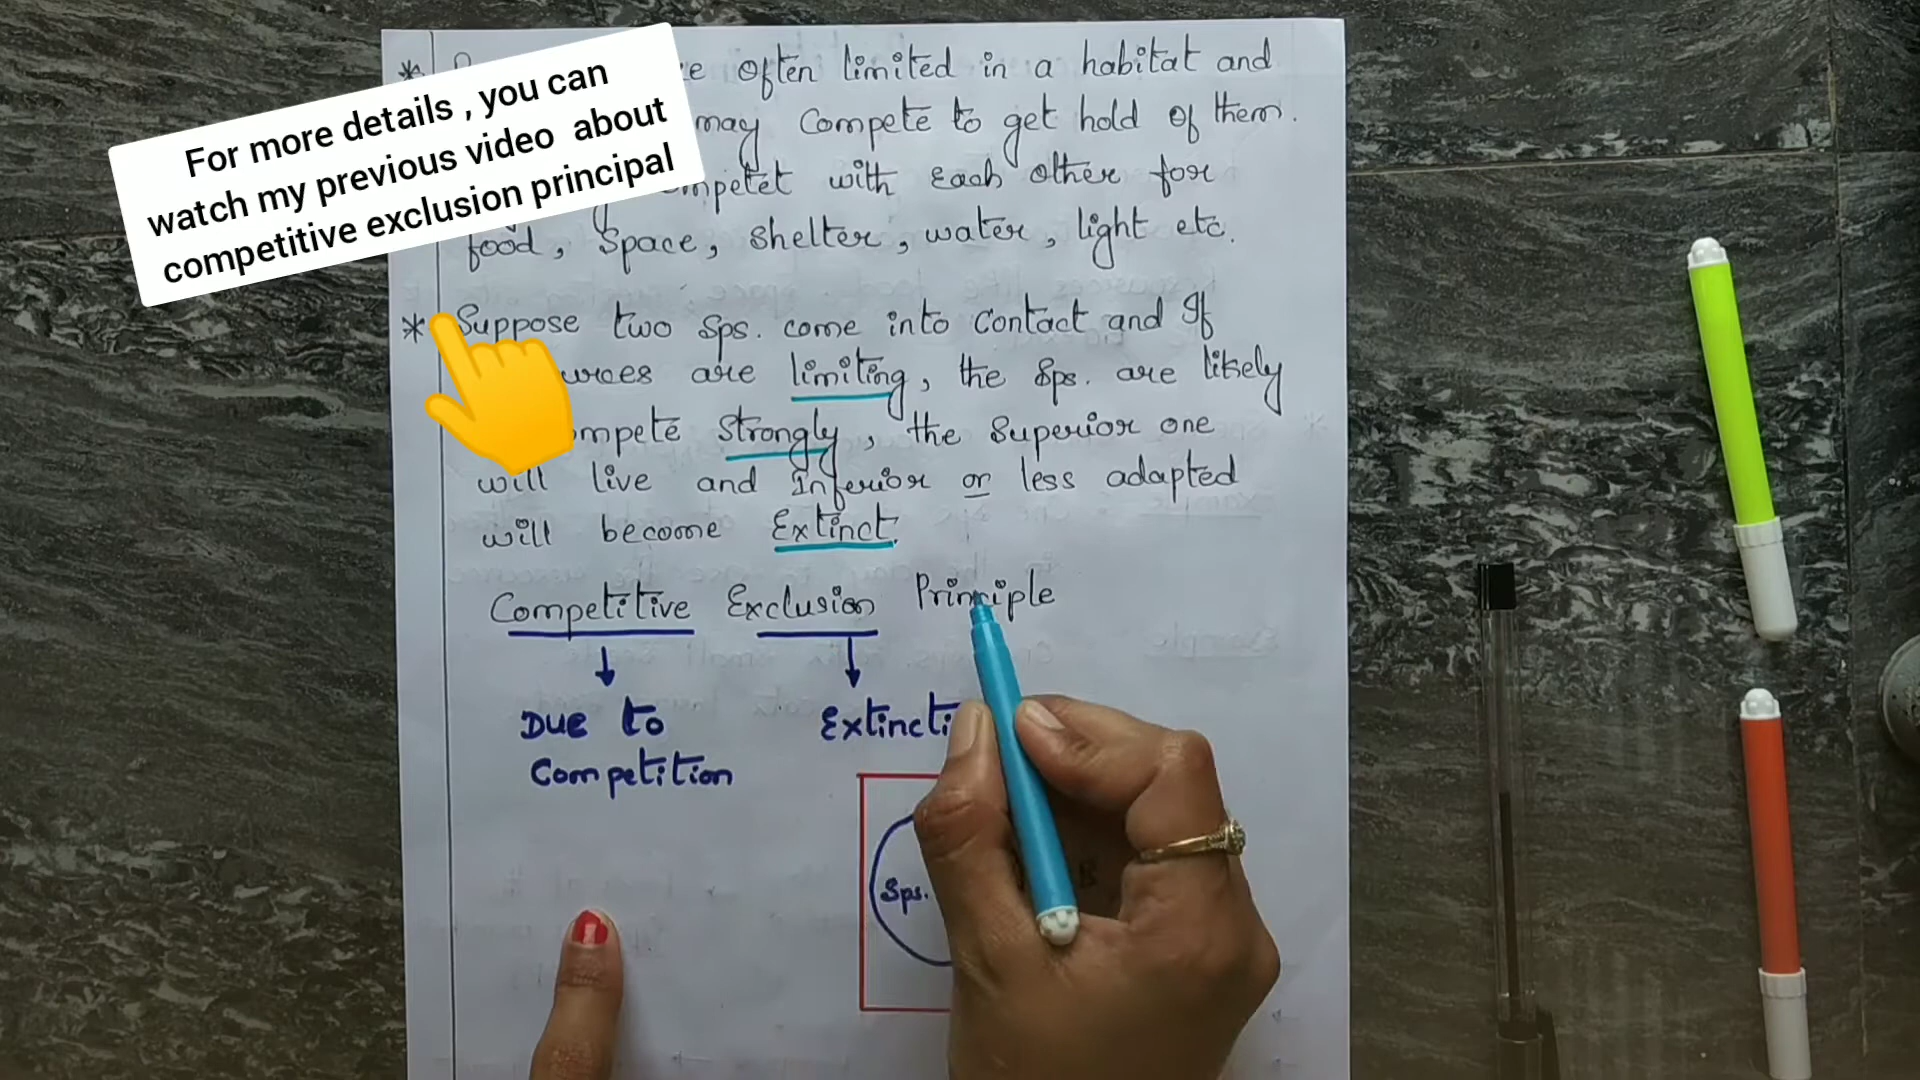 For more details , you can
watch my previous video about
competitive exclusion principal
often limited in a habitat and
may Compete to get hold of them.
with Each other for
food, Space, Shelter, water, light etc.
* Suppose two Sps. come into Contact and If
are limiting, the Sps. are likely
Strongly, the Superior one
will live and Inferior or less adapted
will become Extinct.
Competitive Exclusion Principle
Due to
Competition
Sps.